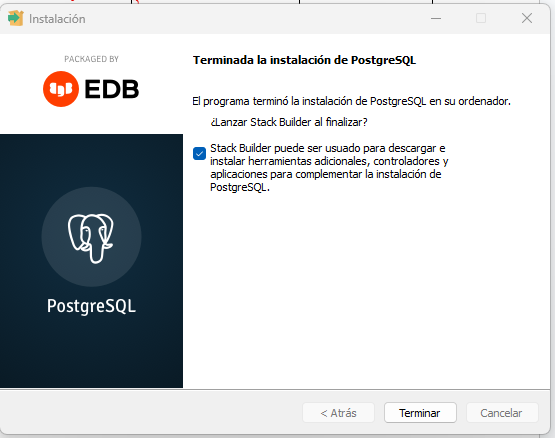 Instalación
PACKAGED BY
EDB
PostgreSQL
Terminada la instalación de PostgreSQL
El programa terminó la instalación de PostgreSQL en su ordenador.
¿Lanzar Stack Builder al finalizar?
Stack Builder puede ser usuado para descargar e
instalar herramientas adicionales, controladores y
aplicaciones para complementar la instalación de
PostgreSQL.
< Atrás
Terminar
Cancelar